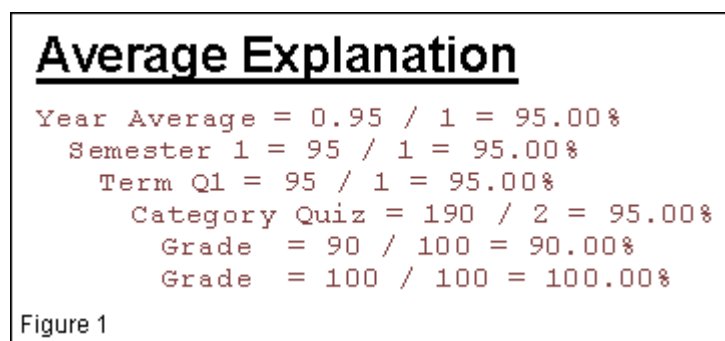 Average Explanation
Year Average = 0.95 / 1 = 95.00%
Semester 1 = 95 / 1 = 95.00%
Term Q1 = 95 / 1 = 95.00%
Category Quiz = 190 / 2 = 95.00%
Grade = 90 / 100 = 90.00%
Grade = 100 / 100 = 100.00%
Figure 1